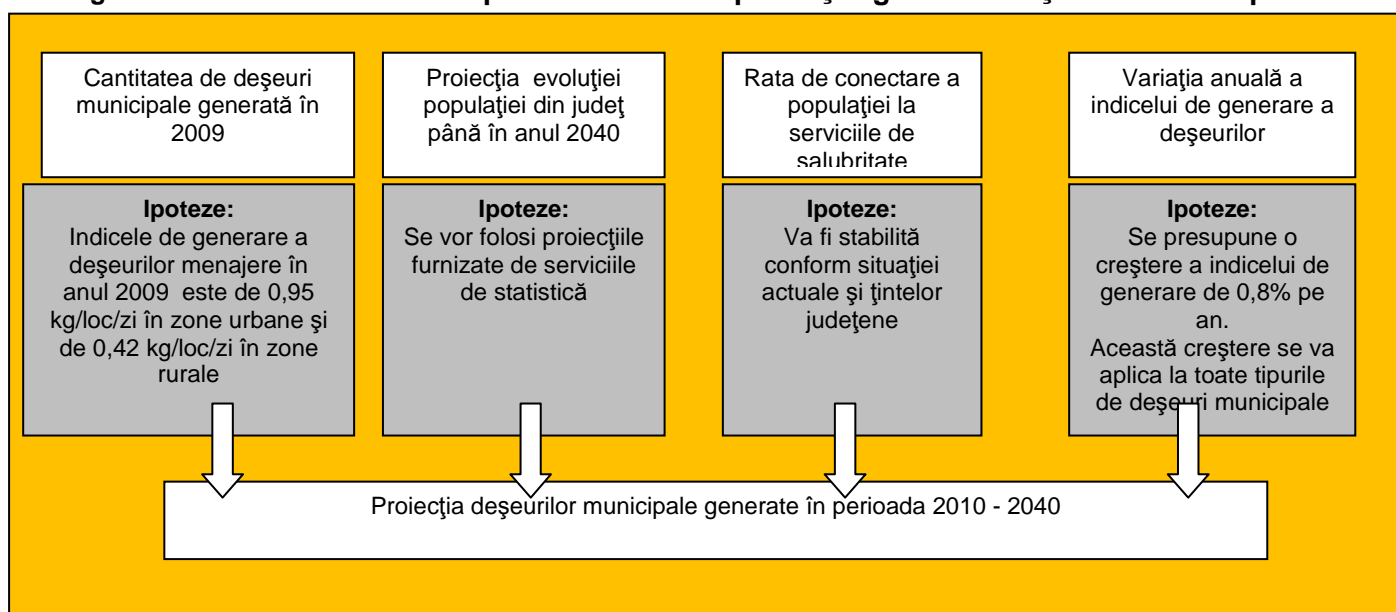 Cantitatea de deşeuri
municipale generată în
2009
Proiecţia evoluţiei
populaţiei din judeţ
până în anul 2040
Rata de conectare a
populaţiei la
serviciile de
salubritate
Variaţia anuală a
indicelui de generare a
deşeurilor
Ipoteze:
Indicele de generare a
deşeurilor menajere în
anul 2009 este de 0,95
kg/loc/zi în zone urbane şi
de 0,42 kg/loc/zi în zone
rurale
Ipoteze:
Se vor folosi proiecţiile
furnizate de serviciile
de statistică
Ipoteze:
Va fi stabilită
conform situaţiei
actuale şi ţintelor
judeţene
Ipoteze:
Se presupune o
creştere a indicelui de
generare de 0,8% pe
an.
Această creştere se va
aplica la toate tipurile
de deşeuri municipale
Proiecţia deşeurilor municipale generate în perioada 2010 - 2040